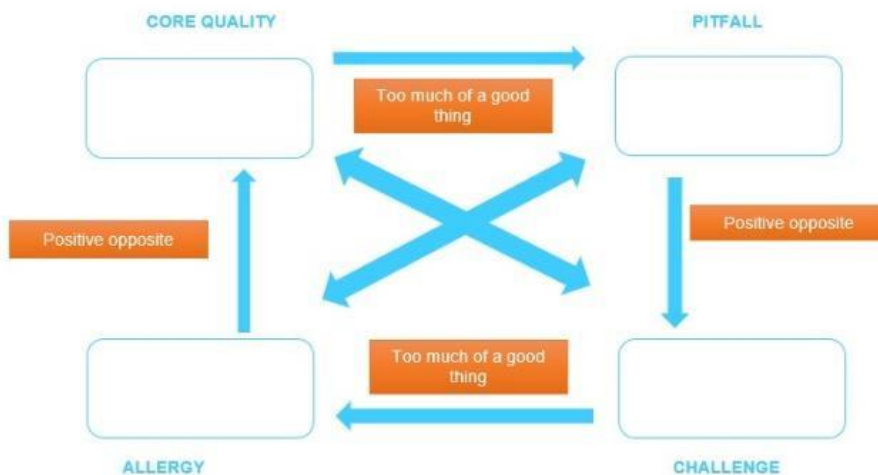 CORE QUALITY
PITFALL
Too much of a good
thing
Positive opposite
Positive opposite
Too much of a good
thing
ALLERGY
CHALLENGE